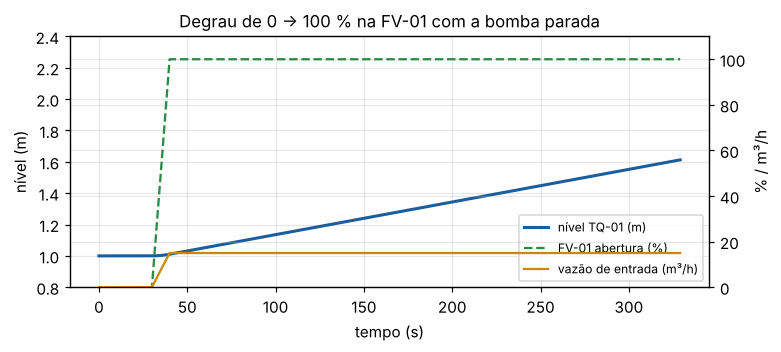 Degrau de 0 → 100 % na FV-01 com a bomba parada
2.4
2.2
2.0
1.8
1.6
1.4
1.2
1.0
0.8
nível (m)
100
80
60
40
20
0
% / m³/h
nível TQ-01 (m)
FV-01 abertura (%)
vazão de entrada (m³/h)
0 50 100 150 200 250 300
tempo (s)